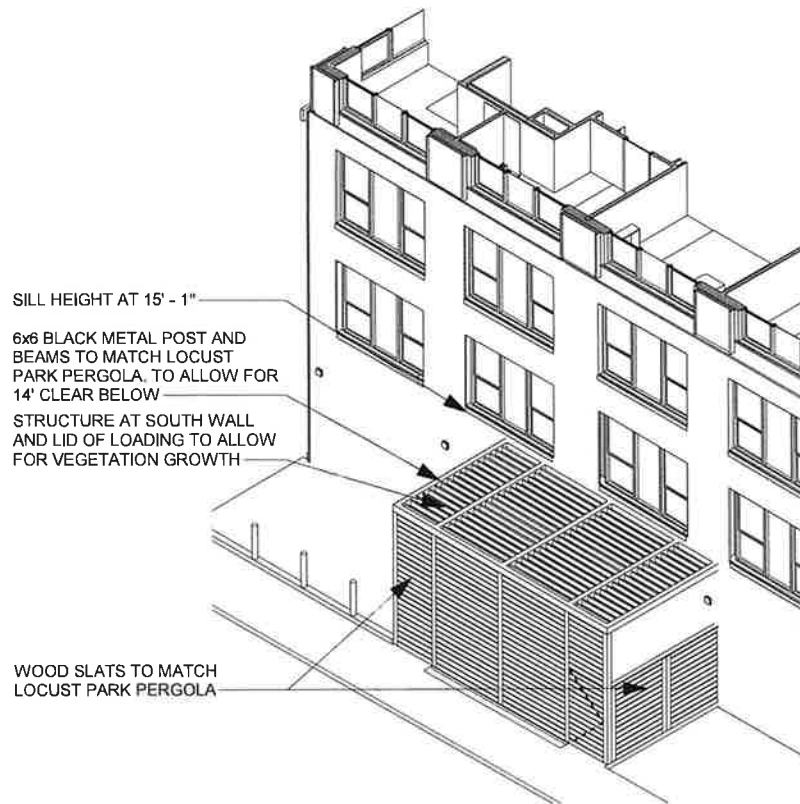 SILL HEIGHT AT 15' - 1"
6x6 BLACK METAL POST AND
BEAMS TO MATCH LOCUST
PARK PERGOLA, TO ALLOW FOR
14' CLEAR BELOW
STRUCTURE AT SOUTH WALL
AND LID OF LOADING TO ALLOW
FOR VEGETATION GROWTH
WOOD SLATS TO MATCH
LOCUST PARK PERGOLA